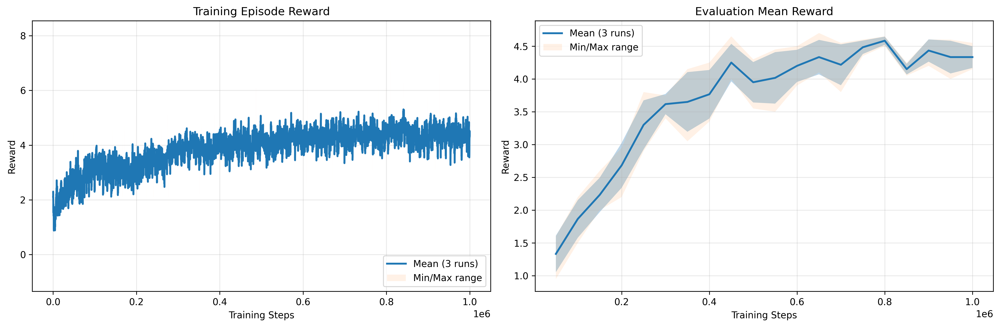 Training Episode Reward
8
6
4
2
0
Reward
Mean (3 runs)
Min/Max range
0.0 0.2 0.4 0.6 0.8 1.0
1e6
Training Steps
Evaluation Mean Reward
Mean (3 runs)
Min/Max range
4.5
4.0
3.5
3.0
2.5
2.0
1.5
1.0
Reward
0.2 0.4 0.6 0.8 1.0
1e6
Training Steps